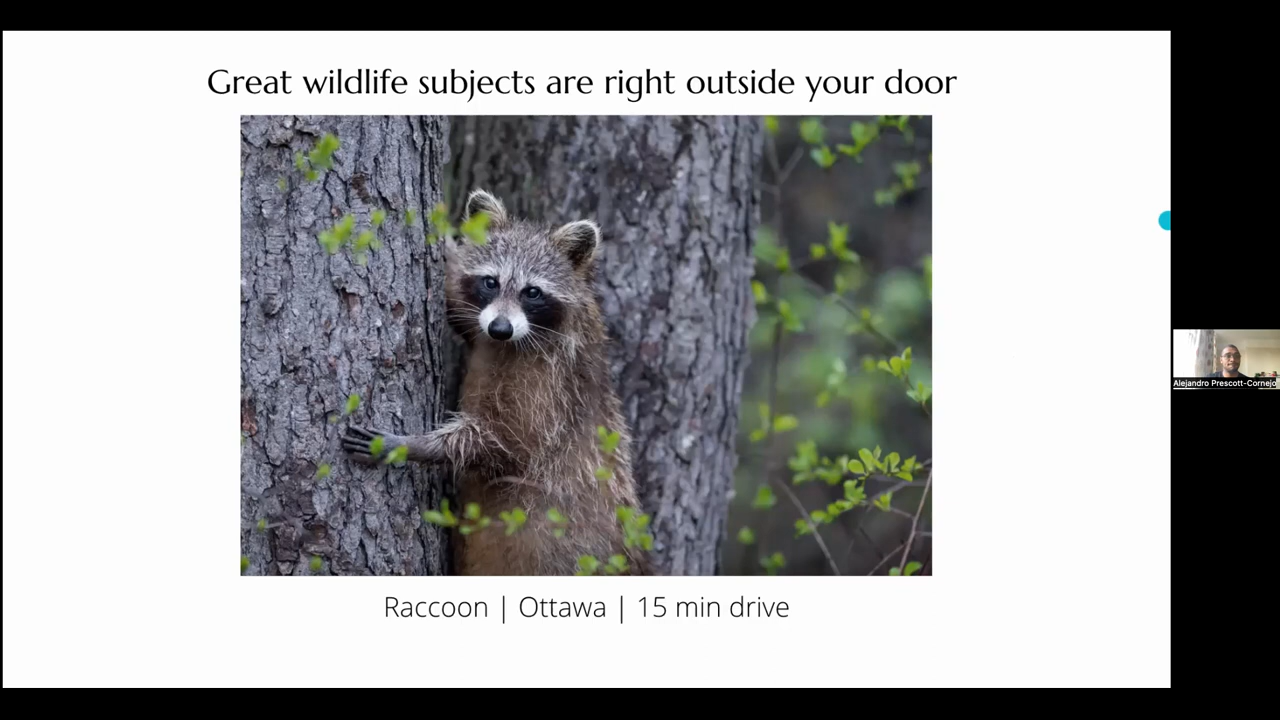 Great wildlife subjects are right outside your door
Alejandro Prescott-Cornejo
Raccoon | Ottawa | 15 min drive